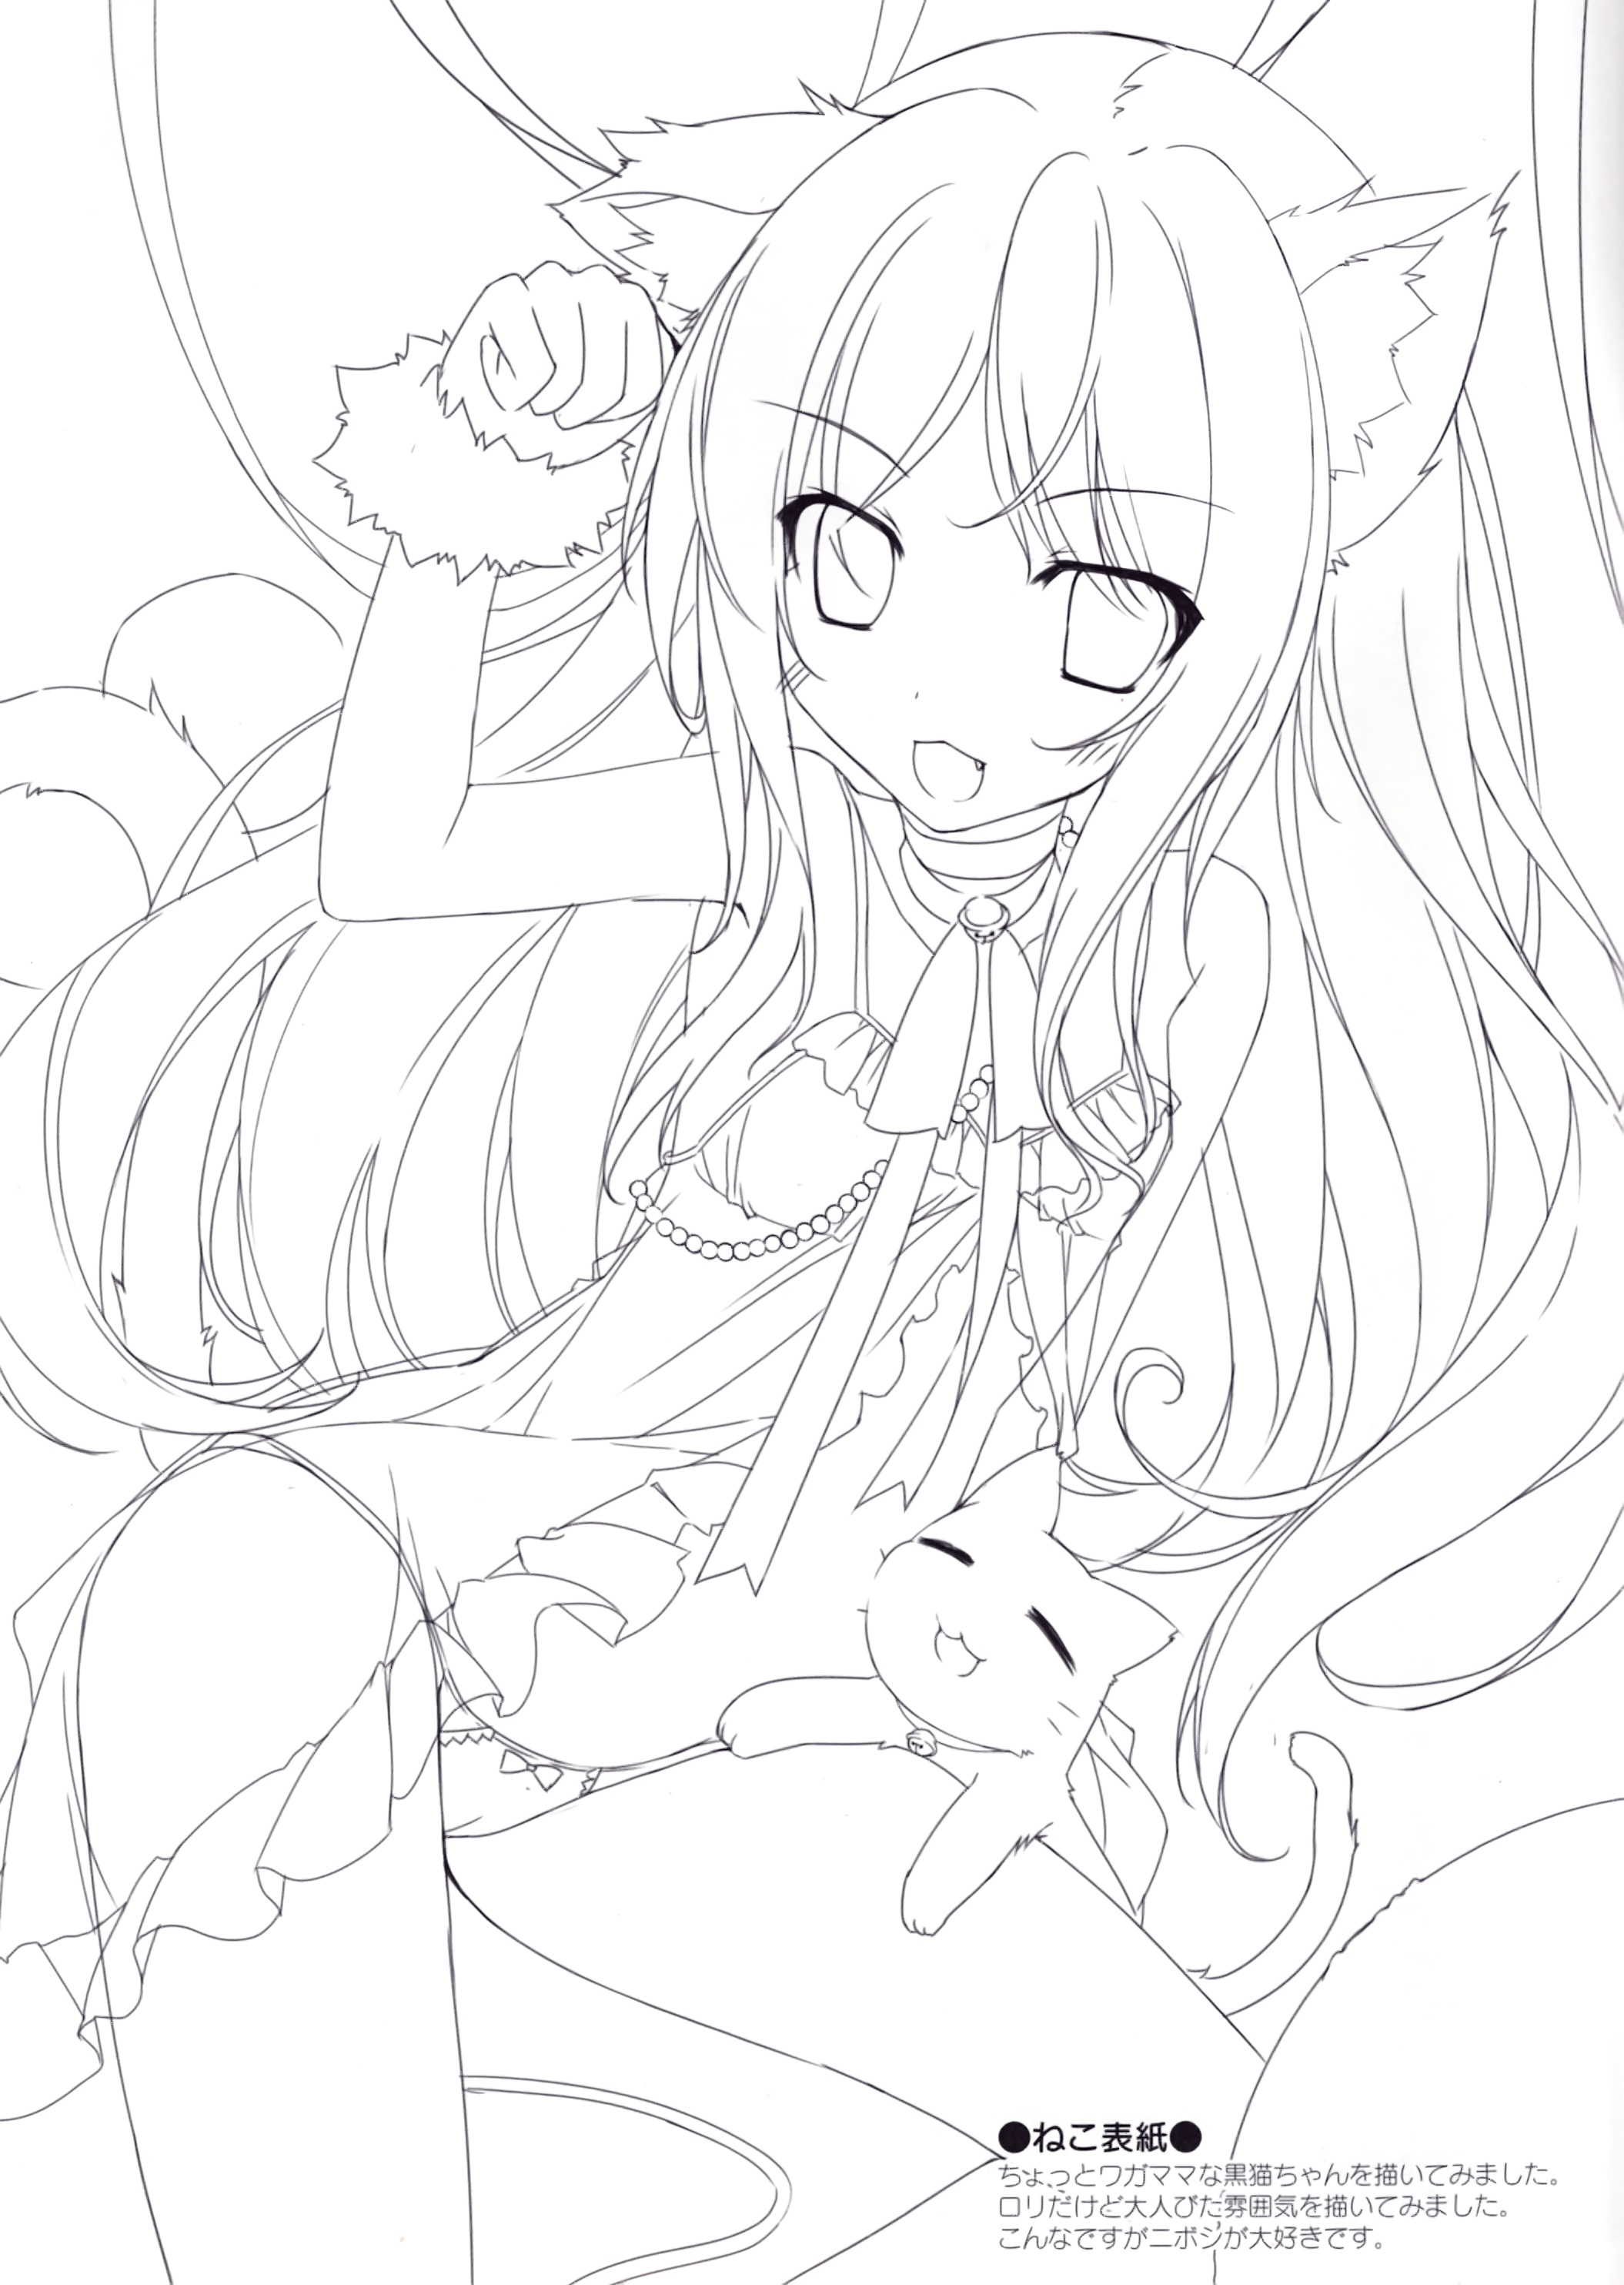 ●ねこ表紙●
ちょっとワガママな黒猫ちゃんを描いてみました。
ロリだけど大人びた雰囲気を描いてみました。
こんなですがニボシが大好きです。